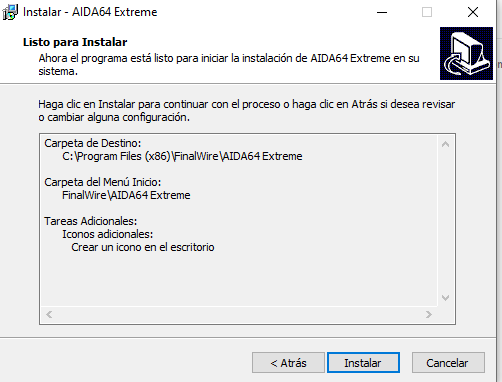 Instalar - AIDA64 Extreme
Listo para Instalar
Ahora el programa está listo para iniciar la instalación de AIDA64 Extreme en su
sistema.
Haga clic en Instalar para continuar con el proceso o haga clic en Atrás si desea revisar
o cambiar alguna configuración.
Carpeta de Destino:
C:\Program Files (x86)\FinalWire\AIDA64 Extreme
Carpeta del Menú Inicio:
FinalWire\AIDA64 Extreme
Tareas Adicionales:
Iconos adicionales:
Crear un icono en el escritorio
< Atrás
Instalar
Cancelar